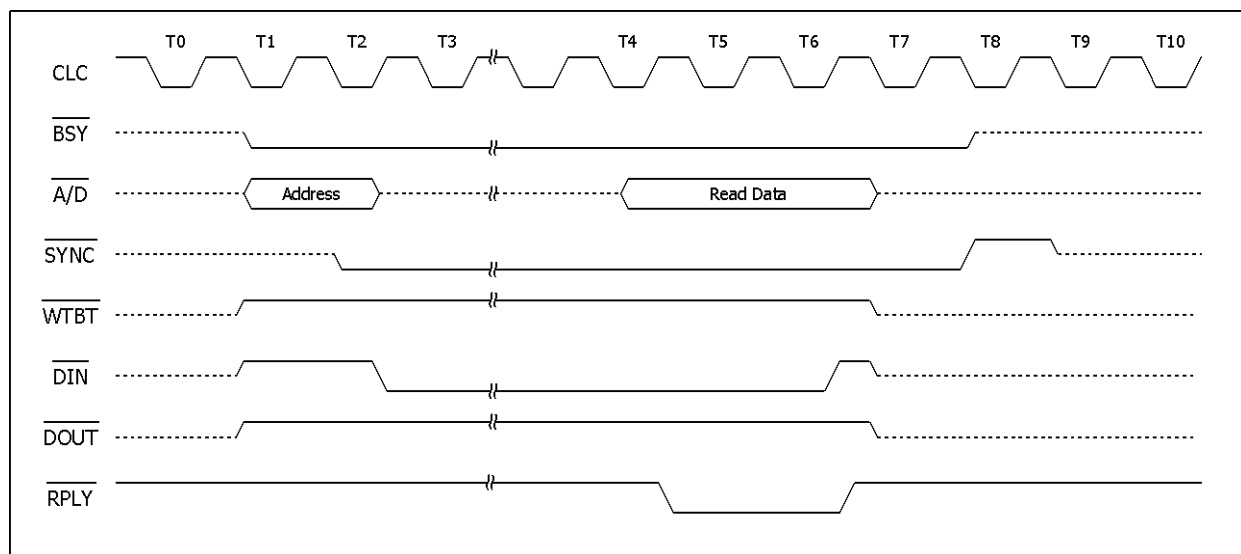 T0 T1 T2 T3 T4 T5 T6 T7 T8 T9 T10
CLC
BSY
A/D Address Read Data
SYNC
WTBT
DIN
DOUT
RPLY